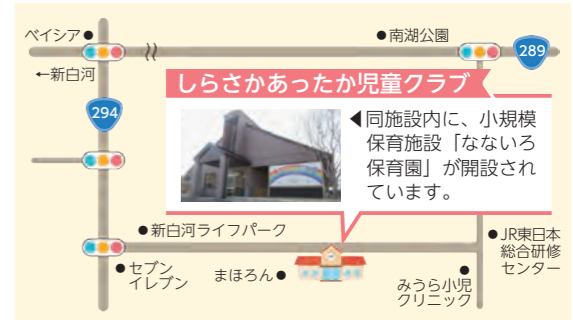 ベイシア●
●南湖公園
289
←新白河
294
しらさかあったか児童クラブ
◀同施設内に、小規模
保育施設「なないろ
保育園」が開設され
ています。
●新白河ライフパーク
●セブン
イレブン
まほろん●
みうら小児
クリニック
●JR東日本
総合研修
センター